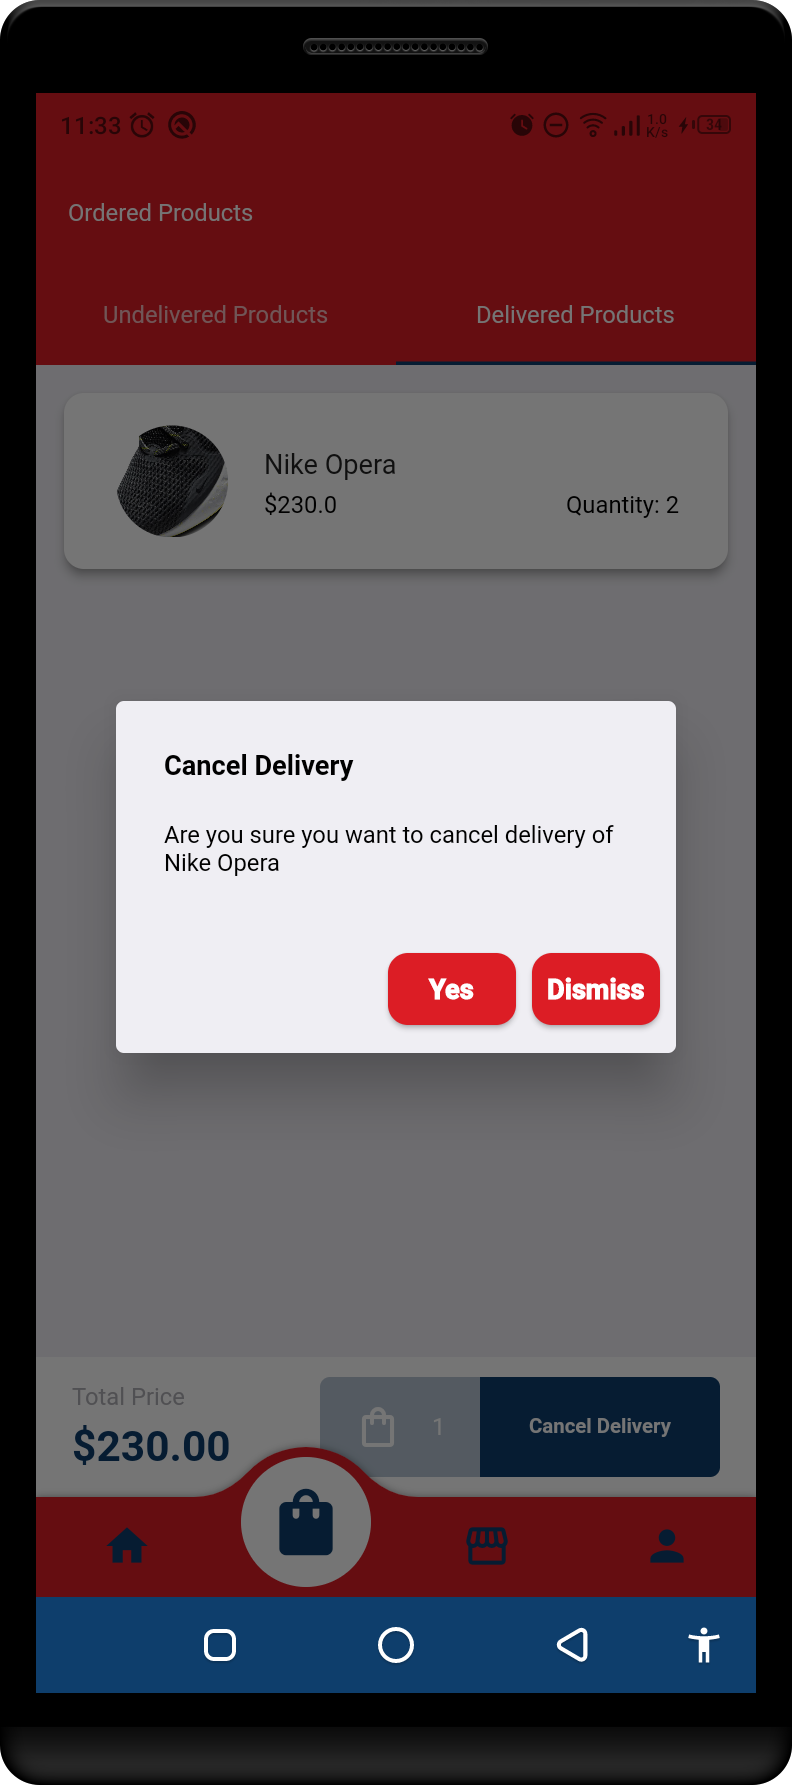 11:33
1.0
K/s
34
Ordered Products
Undelivered Products
Delivered Products
Nike Opera
$230.0
Quantity: 2
Cancel Delivery
Are you sure you want to cancel delivery of
Nike Opera
Yes
Dismiss
Total Price
$230.00
1
Cancel Delivery